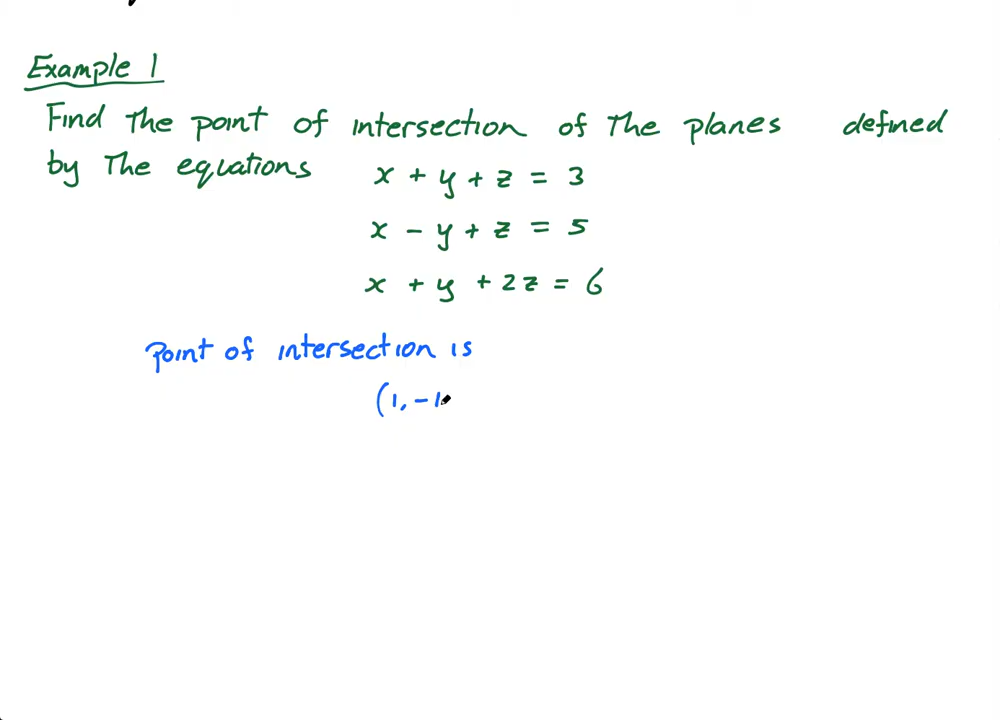 Example 1
Find the point of intersection of the planes defined
by the equations x + y + z = 3
x - y + z = 5
x + y + 2z = 6
point of intersection is
(1, -1